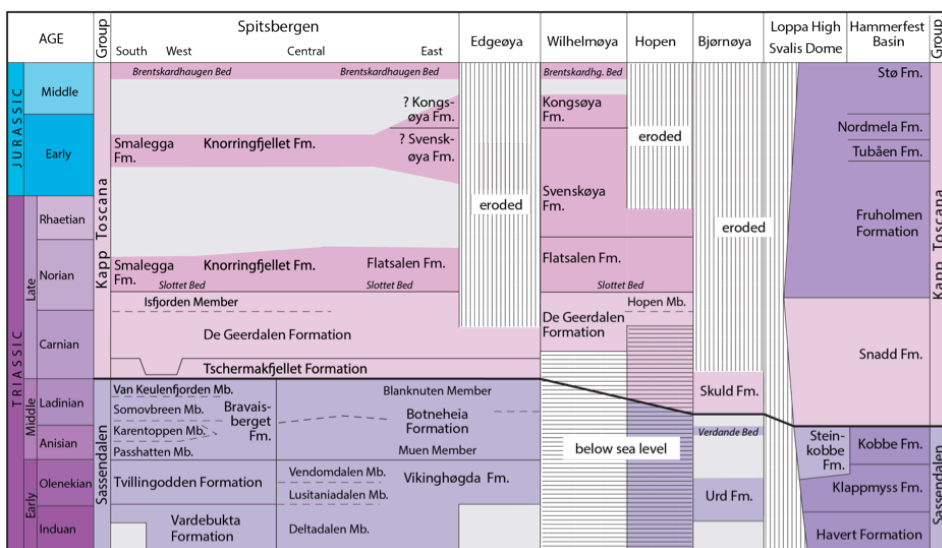 AGE
Group
Spitsbergen
South West Central East
Edgeøya
Wilhelmøya
Hopen
Bjørnøya
Loppa High
Svalis Dome
Hammerfest
Basin
Group
JURASSIC
Middle
Early
TRIASSIC
Late
Rhaetian
Norian
Carnian
Middle
Ladinian
Anisian
Early
Olenekian
Induan
Kapp Toscana
Sassendalen
Brentskardhaugen Bed
Brentskardhaugen Bed
Brentskardhg. Bed
? Kongs-
øya Fm.
? Svensk-
øya Fm.
Smalegga
Fm.
Knorringfjellet Fm.
Smalegga
Fm.
Knorringfjellet Fm.
Flatsalen Fm.
Slottet Bed
Slottet Bed
Isfjorden Member
De Geerdalen Formation
Tschermakfjellet Formation
Van Keulenfjorden Mb.
Somovbreen Mb.
Karentoppen Mb.
Passhatten Mb.
Bravais-
berget
Fm.
Blanknuten Member
Botneheia
Formation
Muen Member
Tvillingodden Formation
Vendomdalen Mb.
Lusitaniadalen Mb.
Vikinghøgda Fm.
Vardebukta
Formation
Deltadalen Mb.
eroded
Kongsøya
Fm.
Svenskøya
Fm.
Flatsalen Fm.
Slottet Bed
De Geerdalen
Formation
Hopen Mb.
eroded
below sea level
eroded
Skuld Fm.
Verdande Bed
Urd Fm.
Stø Fm.
Nordmela Fm.
Tubåen Fm.
Fruholmen
Formation
Snadd Fm.
Stein-
kobbe
Fm.
Kobbe Fm.
Klappmyss Fm.
Havert Formation
Kapp Toscana
Sassendalen